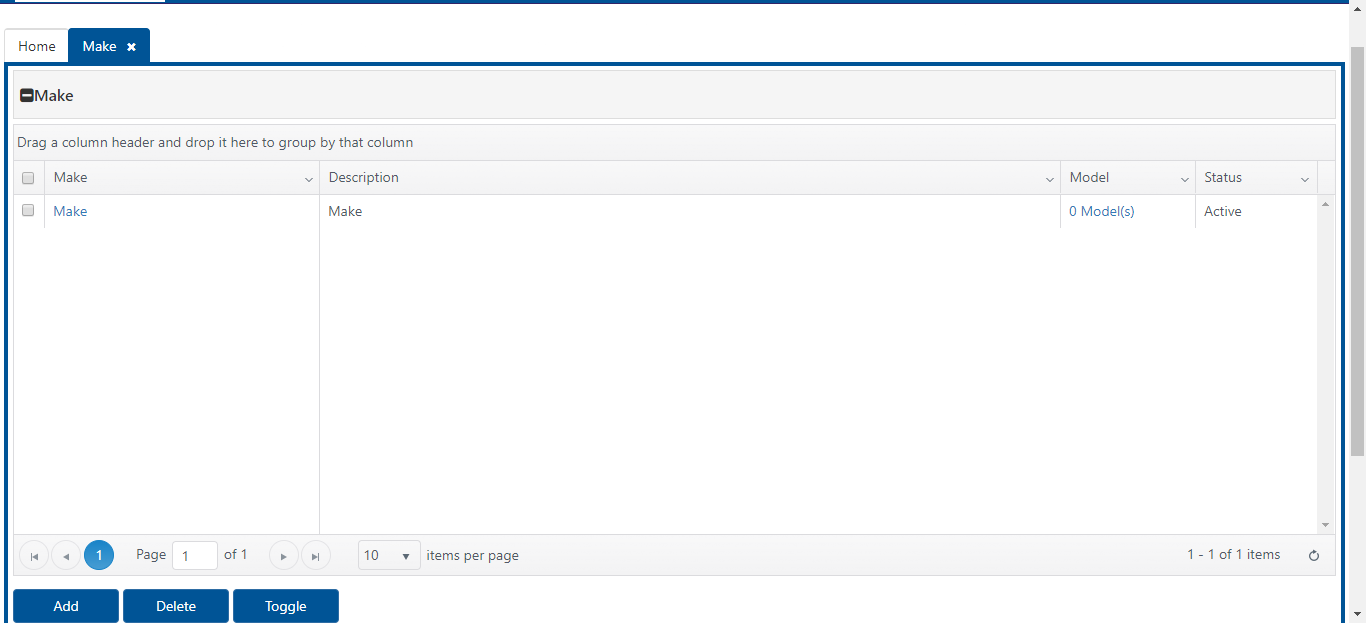 Home Make
Make
Drag a column header and drop it here to group by that column
Make Description Model Status
Make Make 0 Model(s) Active
1 Page 1 of 1 10 items per page 1 - 1 of 1 items
Add Delete Toggle